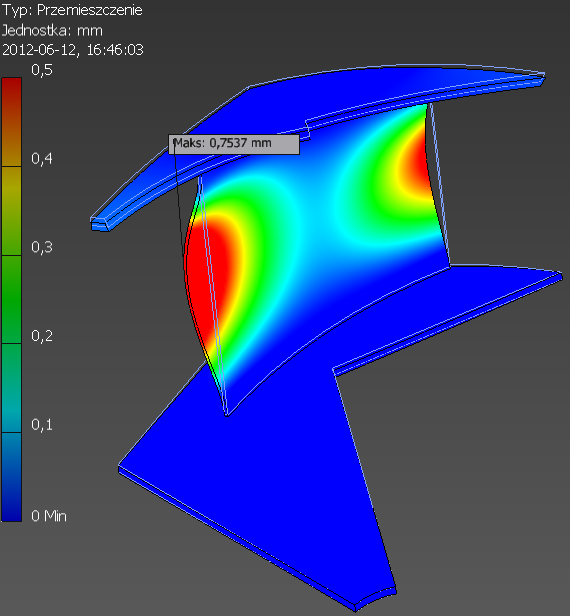 Typ: Przemieszczenie
Jednostka: mm
2012-06-12, 16:46:03
0,5
Maks: 0,7537 mm
0,4
0,3
0,2
0,1
0 Min